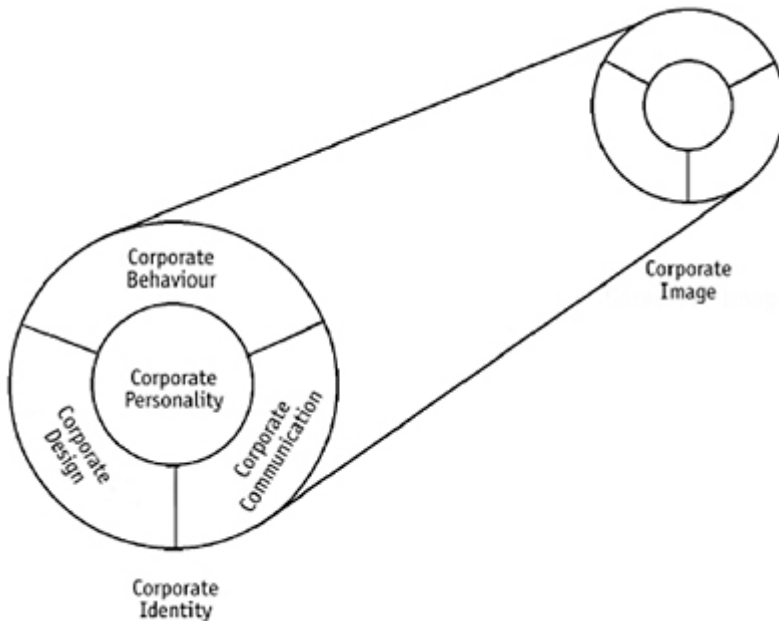 Corporate
Behaviour
Corporate
Image
Corporate
Personality
Corporate
Design
Corporate
Communication
Corporate
Identity